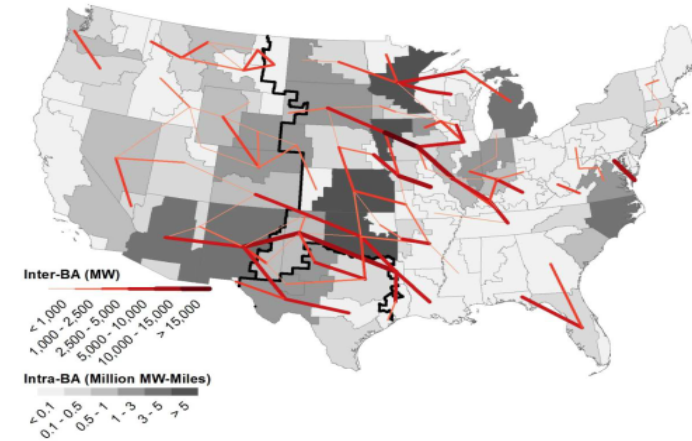 Inter-BA (MW)
< 1,000
1,000 - 2,500
2,500 - 5,000
5,000 - 10,000
10,000 - 15,000
> 15,000
Intra-BA (Million MW-Miles)
< 0.1
0.1 - 0.5
0.5 - 1
1 - 3
3 - 5
> 5